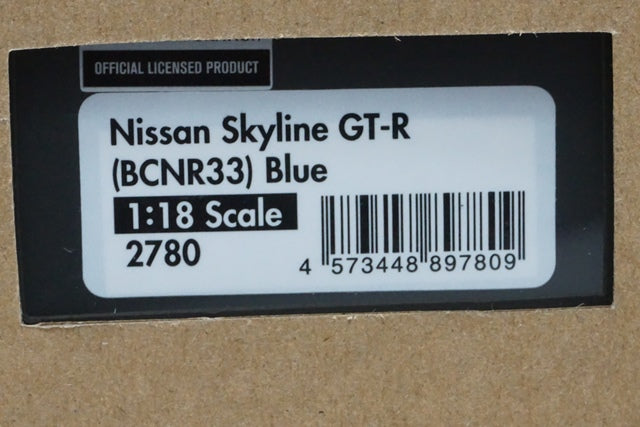 OFFICIAL LICENSED PRODUCT
Nissan Skyline GT-R
(BCNR33) Blue
1:18 Scale
2780
4 573448 897809